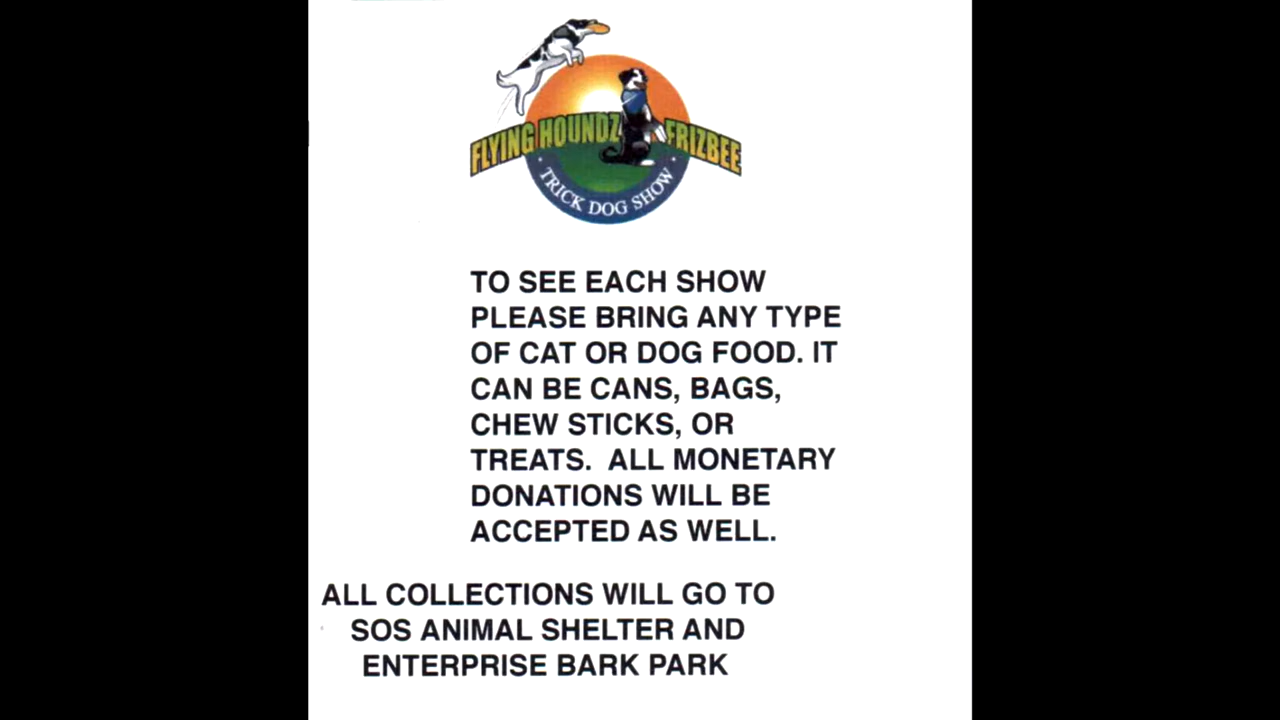 FLYING HOUNDZ FRIZBEE
TRICK DOG SHOW
TO SEE EACH SHOW
PLEASE BRING ANY TYPE
OF CAT OR DOG FOOD. IT
CAN BE CANS, BAGS,
CHEW STICKS, OR
TREATS. ALL MONETARY
DONATIONS WILL BE
ACCEPTED AS WELL.
ALL COLLECTIONS WILL GO TO
SOS ANIMAL SHELTER AND
ENTERPRISE BARK PARK